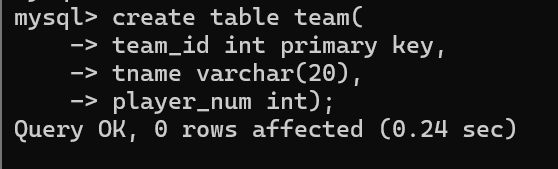 mysql> create table team(
    -> team_id int primary key,
    -> tname varchar(20),
    -> player_num int);
Query OK, 0 rows affected (0.24 sec)